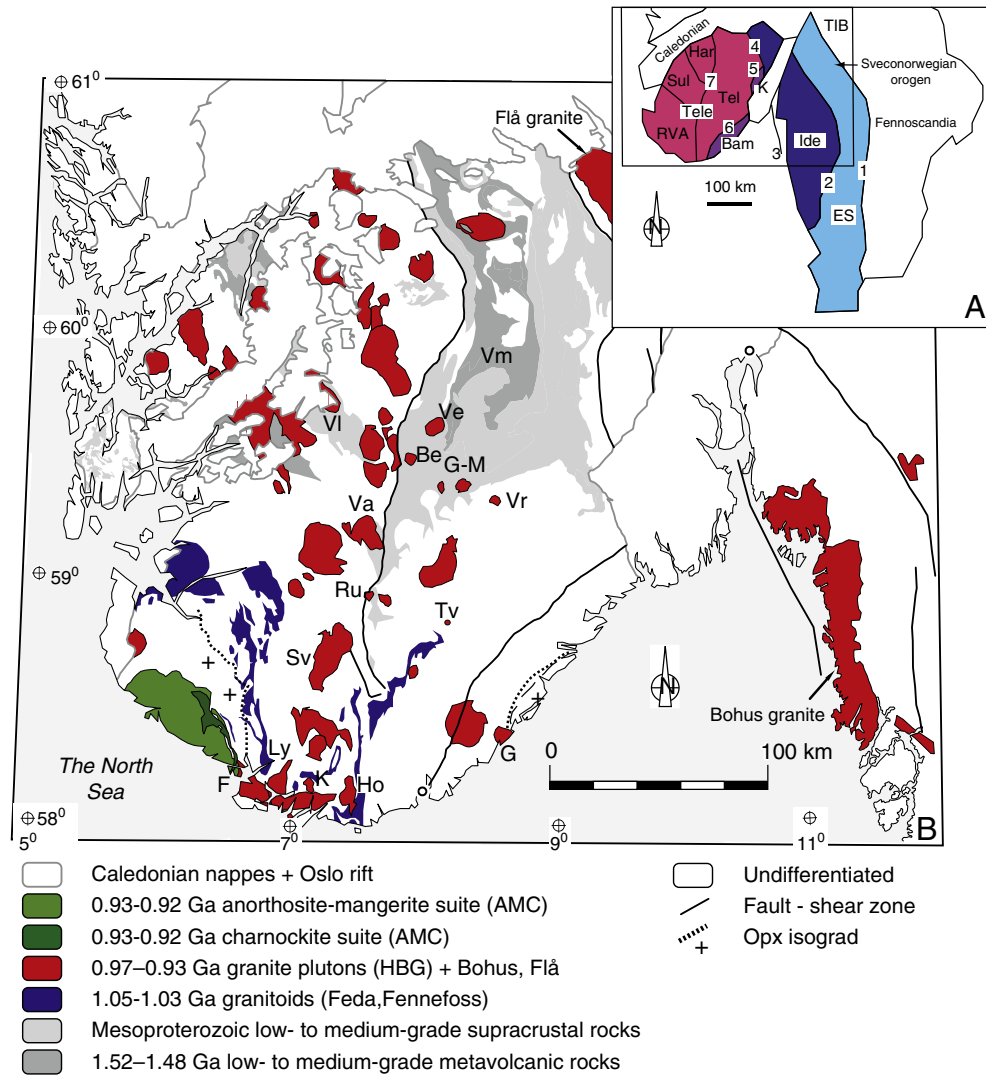 61⁰
Flå granite
Caledonian
TIB
Har
4
Sveconorwegian
orogen
Sul
7
5
K
Tel
Tele
Fennoscandia
6
RVA
Bam
Ide
3
2
1
100 km
ES
N
A
60⁰
Vm
Vl
Ve
Be
G-M
Vr
Va
59⁰
Ru
Tv
+
Sv
N
+
+
Bohus granite
G
0
100 km
The North
Sea
Ly
F
K
Ho
58⁰
5⁰
7⁰
9⁰
11⁰
B
Caledonian nappes + Oslo rift
0.93-0.92 Ga anorthosite-mangerite suite (AMC)
0.93-0.92 Ga charnockite suite (AMC)
0.97–0.93 Ga granite plutons (HBG) + Bohus, Flå
1.05-1.03 Ga granitoids (Feda,Fennefoss)
Mesoproterozoic low- to medium-grade supracrustal rocks
1.52–1.48 Ga low- to medium-grade metavolcanic rocks
Undifferentiated
Fault - shear zone
+ Opx isograd